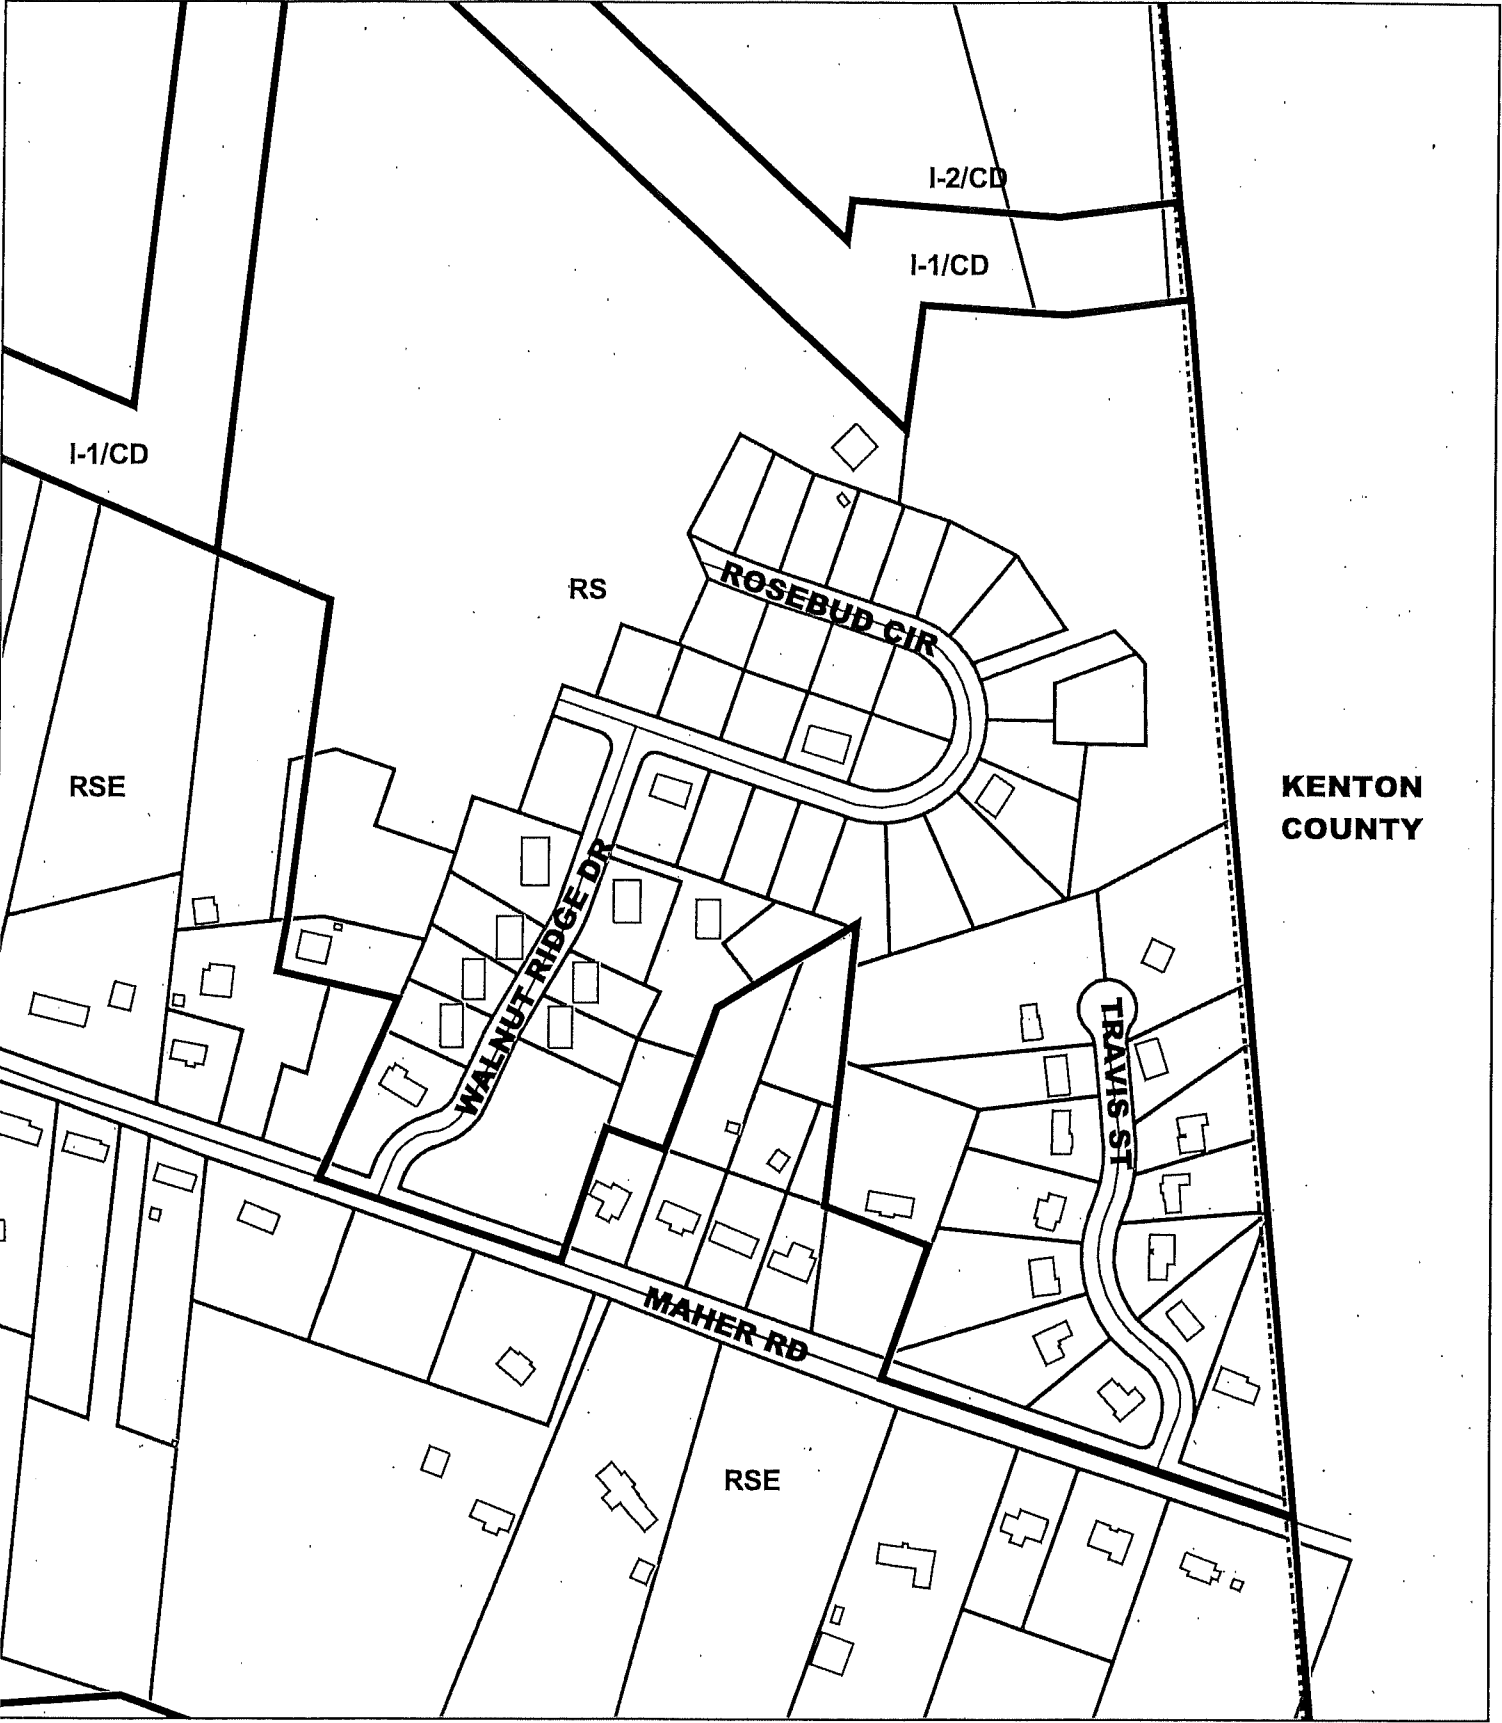 I-2/CD
I-1/CD
I-1/CD
RS
ROSEBUD CIR
RSE
KENTON
COUNTY
WALNUT RIDGE DR
TRAVIS ST
MAHER RD
RSE